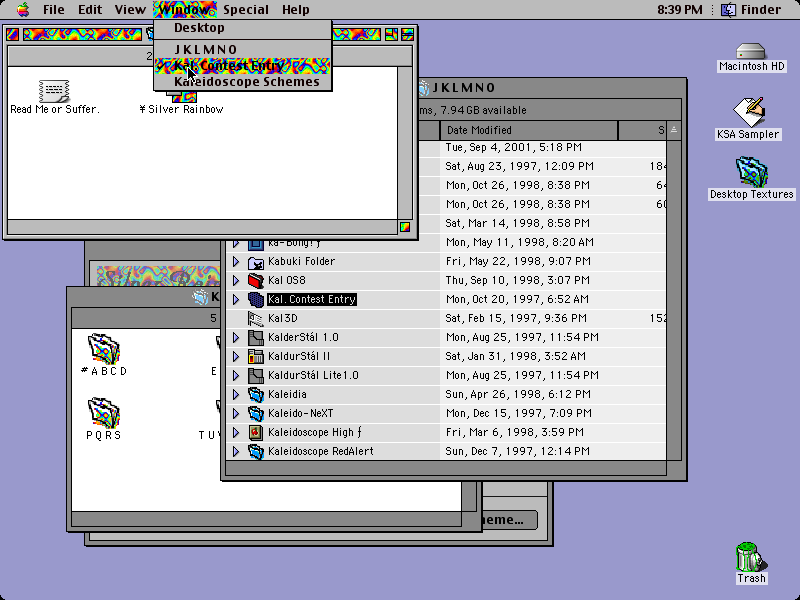 File Edit View Window Special Help 8:39 PM Finder
Desktop
J K L M N O
Kal. Contest Entry
Kaleidoscope Schemes
2
Read Me or Suffer.
¥ Silver Rainbow
Macintosh HD
KSA Sampler
Desktop Textures
Trash
J K L M N O
ms, 7.94 GB available
Date Modified S
Tue, Sep 4, 2001, 5:18 PM
Sat, Aug 23, 1997, 12:09 PM 184
Mon, Oct 26, 1998, 8:38 PM 64
Mon, Oct 26, 1998, 8:38 PM 60
Sat, Mar 14, 1998, 8:58 PM
Ka-Bong! ƒ Mon, May 11, 1998, 8:20 AM
Kabuki Folder Fri, May 22, 1998, 9:07 PM
Kal OS8 Thu, Sep 10, 1998, 3:07 PM
Kal. Contest Entry Mon, Oct 20, 1997, 6:52 AM
Kal3D Sat, Feb 15, 1997, 9:36 PM 152
KalderStál 1.0 Mon, Aug 25, 1997, 11:54 PM
KaldurStál II Sat, Jan 31, 1998, 3:52 AM
KaldurStál Lite1.0 Mon, Aug 25, 1997, 11:54 PM
Kaleidia Sun, Apr 26, 1998, 6:12 PM
Kaleido-NeXT Mon, Dec 15, 1997, 7:09 PM
Kaleidoscope High ƒ Fri, Mar 6, 1998, 3:59 PM
Kaleidoscope RedAlert Sun, Dec 7, 1997, 12:14 PM
K
5
# A B C D
E
P Q R S
T U V
heme...